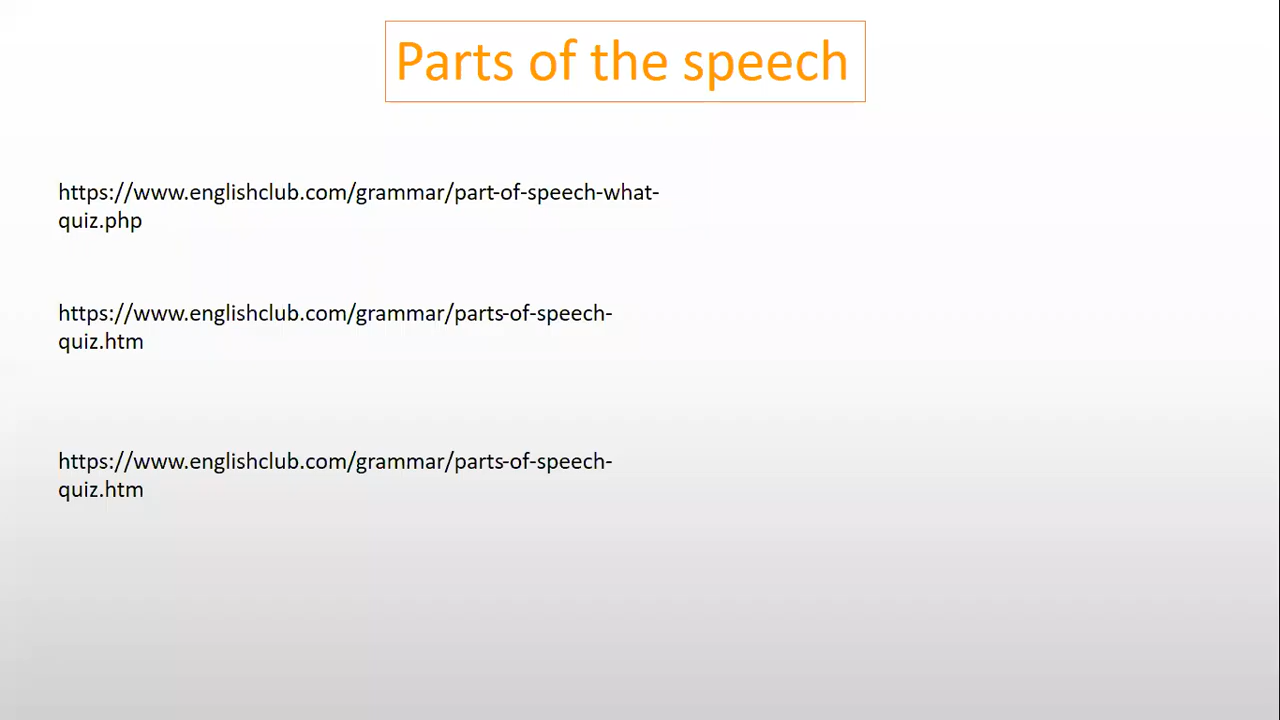 Parts of the speech
https://www.englishclub.com/grammar/part-of-speech-what-
quiz.php
https://www.englishclub.com/grammar/parts-of-speech-
quiz.htm
https://www.englishclub.com/grammar/parts-of-speech-
quiz.htm